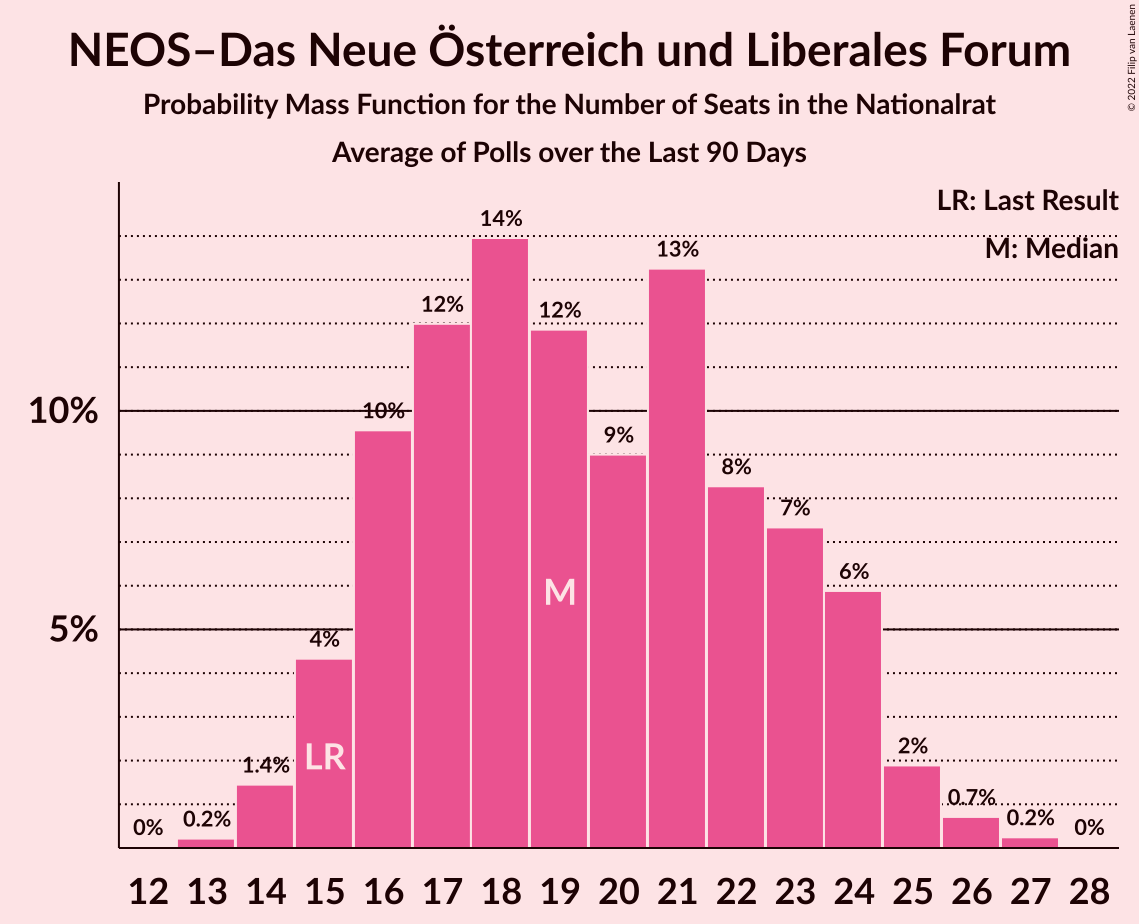 NEOS–Das Neue Österreich und Liberales Forum
Probability Mass Function for the Number of Seats in the Nationalrat
Average of Polls over the Last 90 Days
© 2022 Filip van Laenen
LR: Last Result
M: Median
10%
5%
0%
0.2%
1.4%
4%
10%
12%
14%
12%
9%
13%
8%
7%
6%
2%
0.7%
0.2%
0%
LR
M
12 13 14 15 16 17 18 19 20 21 22 23 24 25 26 27 28